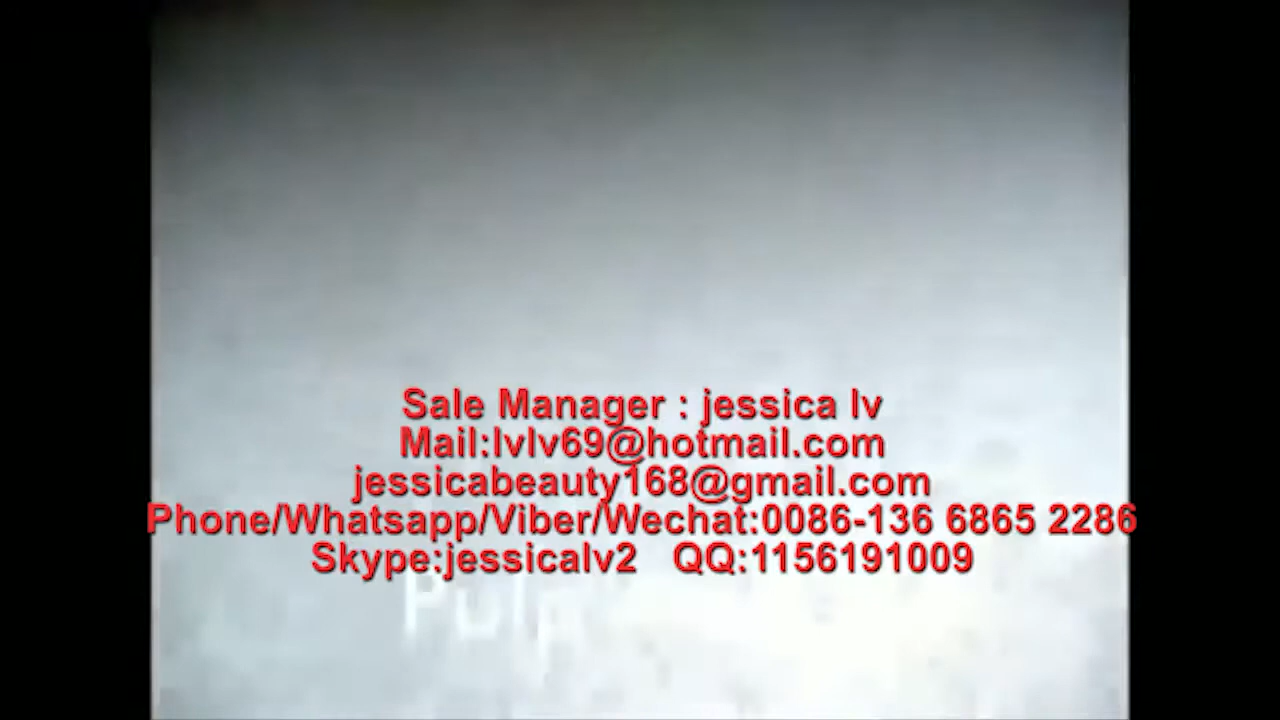 Sale Manager : jessica lv
Mail:lvlv69@hotmail.com
jessicabeauty168@gmail.com
Phone/Whatsapp/Viber/Wechat:0086-136 6865 2286
Skype:jessicalv2 QQ:1156191009
Pulp